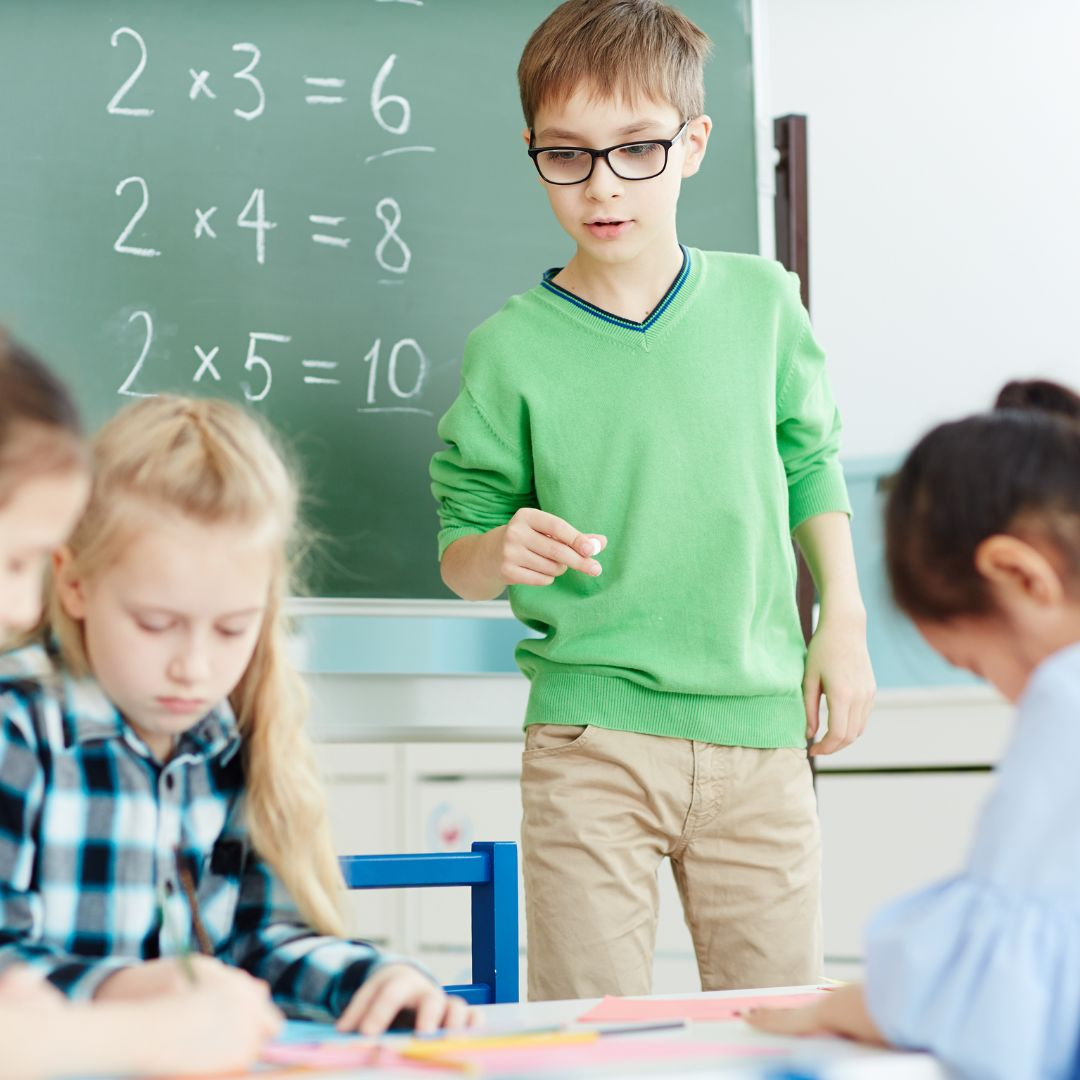 2 × 3 = 6
2 × 4 = 8
2 × 5 = 10